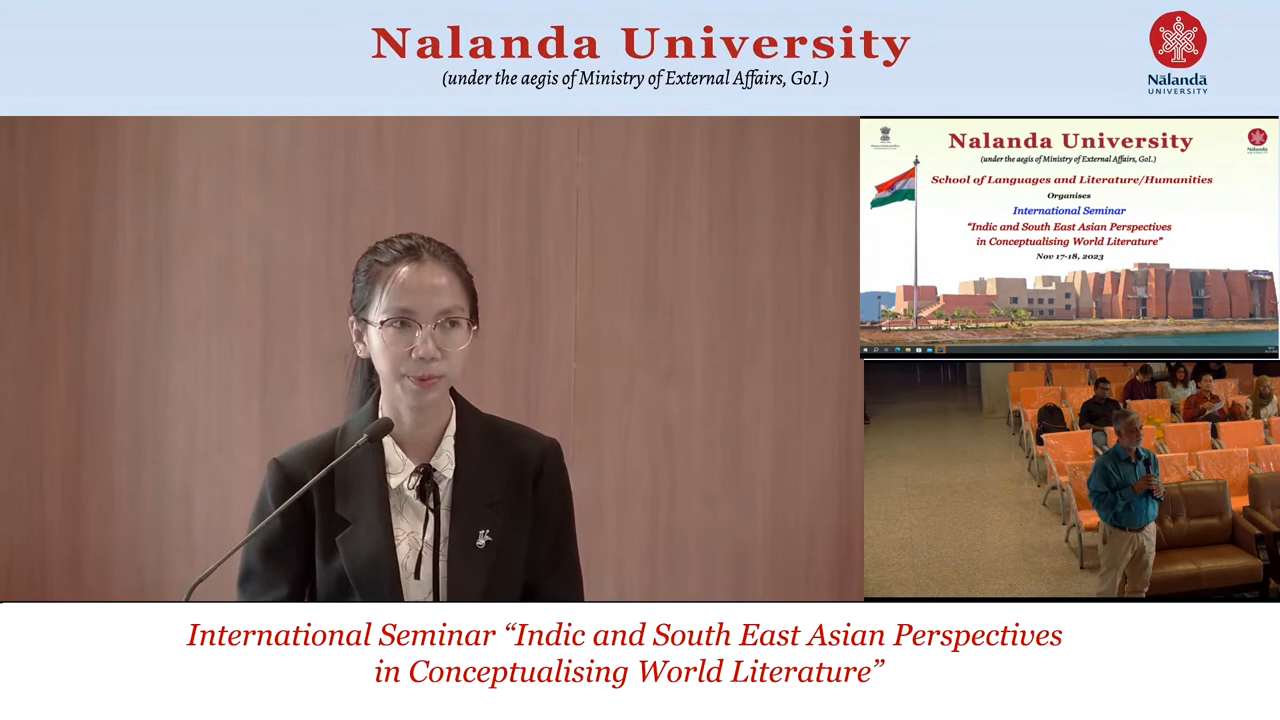 Nalanda University
(under the aegis of Ministry of External Affairs, GoI.)
Nālandā
UNIVERSITY
Nalanda University
(under the aegis of Ministry of External Affairs, GoI.)
Nālandā
School of Languages and Literature/Humanities
Organises
International Seminar
“Indic and South East Asian Perspectives
in Conceptualising World Literature”
Nov 17-18, 2023
International Seminar “Indic and South East Asian Perspectives
in Conceptualising World Literature”